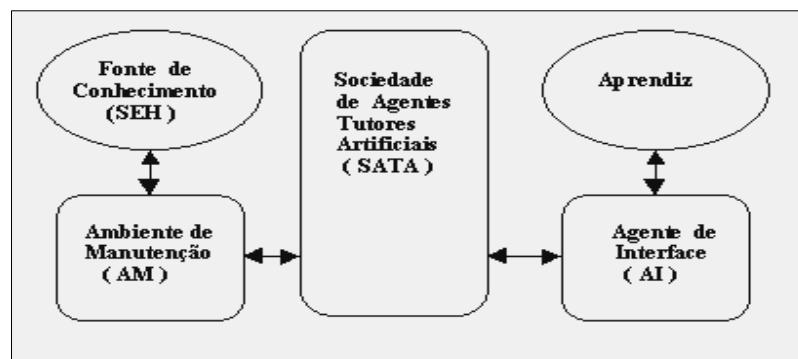 Fonte de
Conhecimento
(SEH)
Sociedade
de Agentes
Tutores
Artificiais
(SATA)
Aprendiz
Ambiente de
Manutenção
(AM)
Agente de
Interface
(AI)